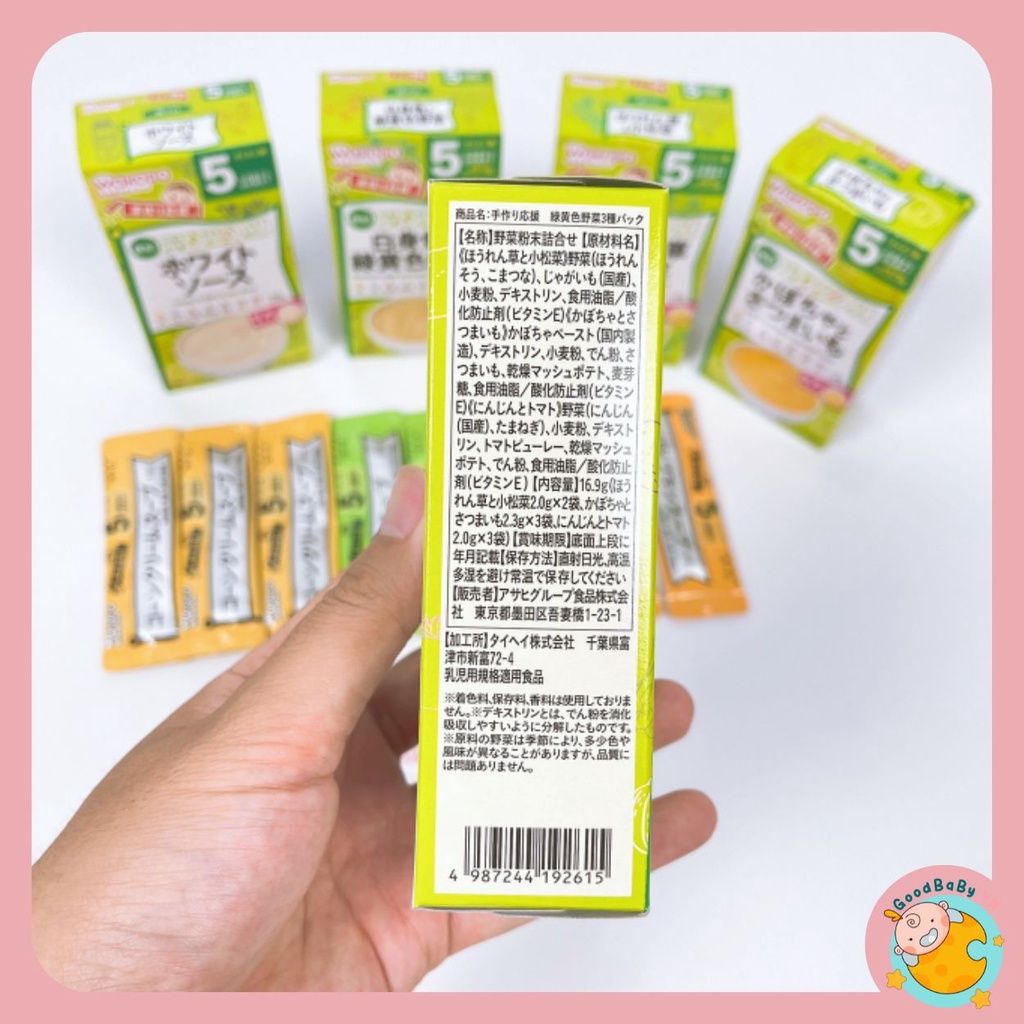 ホワイト
ソース
5
ホワイト
ソース
5
白身
緑黄色
5
5
かぼちゃと
さつまいも
商品名:手作り応援 緑黄色野菜3種パック
【名称】野菜粉末詰合せ【原材料名】
《ほうれん草と小松菜》野菜(ほうれん
そう、こまつな)、じゃがいも(国産)、
小麦粉、デキストリン、食用油脂/酸
化防止剤(ビタミンE)《かぼちゃとさ
つまいも》かぼちゃペースト(国内製
造)、デキストリン、小麦粉、でん粉、さ
つまいも、乾燥マッシュポテト、麦芽
糖、食用油脂/酸化防止剤(ビタミン
E)《にんじんとトマト》野菜(にんじん
(国産)、たまねぎ)、小麦粉、デキスト
リン、トマトピューレー、乾燥マッシュ
ポテト、でん粉、食用油脂/酸化防止
剤(ビタミンE)【内容量】16.9g(ほう
れん草と小松菜2.0g×2袋、かぼちゃと
さつまいも2.3g×3袋、にんじんとトマト
2.0g×3袋)【賞味期限】底面上段に
年月記載【保存方法】直射日光、高温
多湿を避け常温で保存してください
【販売者】アサヒグループ食品株式会
社 東京都墨田区吾妻橋1-23-1
【加工所】タイヘイ株式会社 千葉県富
津市新富72-4
乳児用規格適用食品
※着色料、保存料、香料は使用しておりま
せん。※デキストリンとは、でん粉を消化
吸収しやすいように分解したものです。
※原料の野菜は季節により、多少色や
風味が異なることがありますが、品質に
は問題ありません。
4 987244 192615
GoodBaBy